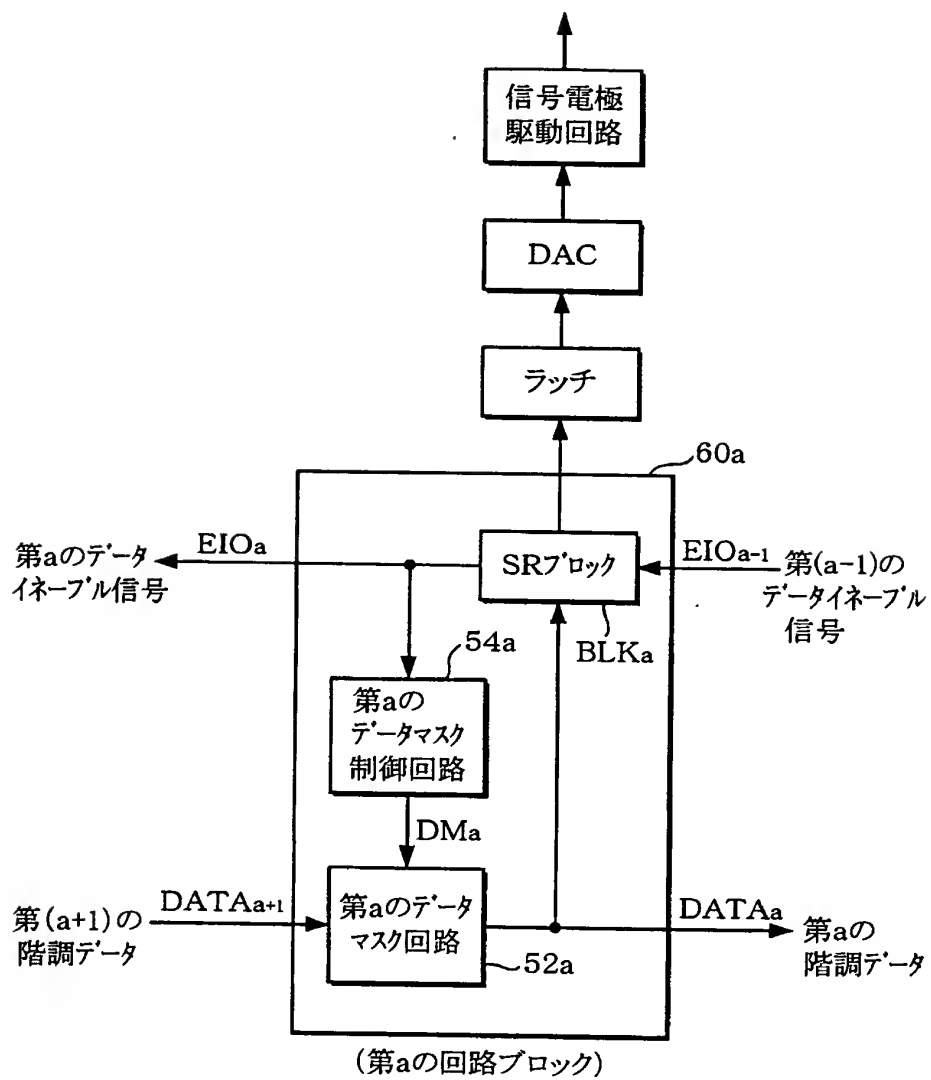 信号電極
駆動回路
DAC
ラッチ
60a
第aのデータ
イネーブル信号
EIOa
SRブロック
EIOa-1
第(a-1)の
データイネーブル
信号
BLKa
54a
第aの
データマスク
制御回路
DMa
第(a+1)の
階調データ
DATAa+1
第aのデータ
マスク回路
52a
DATAa
第aの
階調データ
(第aの回路ブロック)